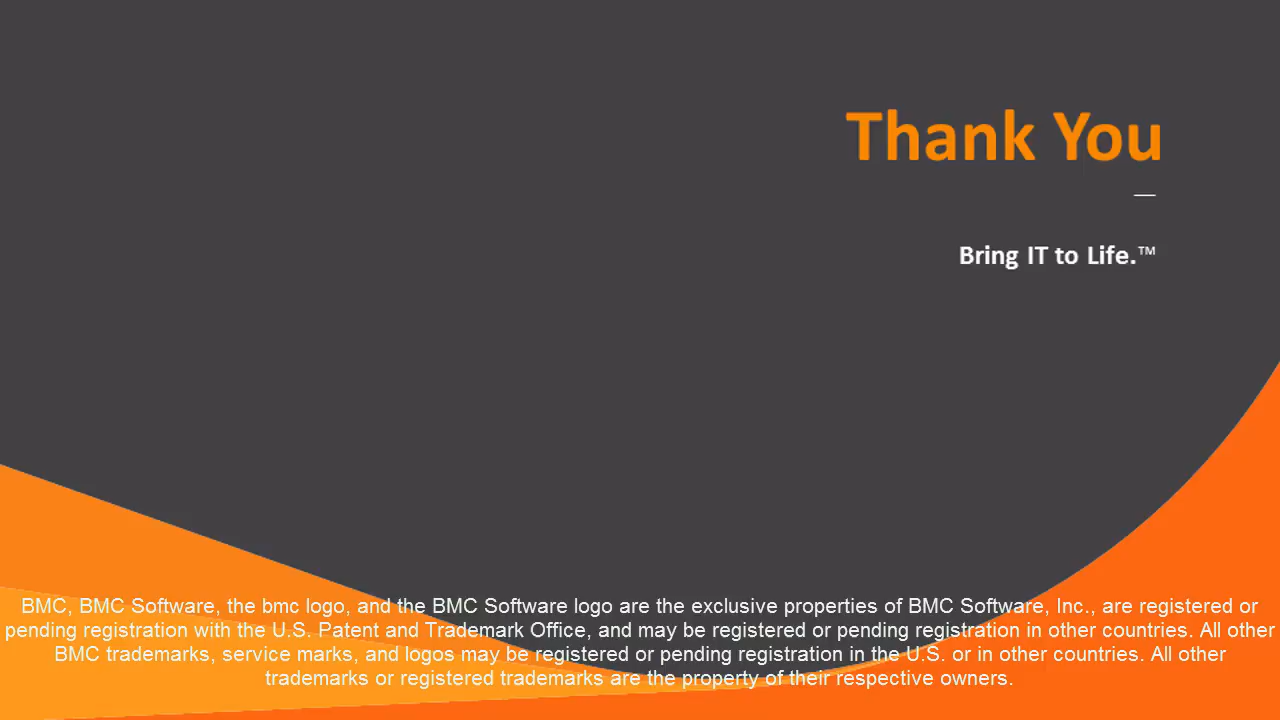 Thank You
Bring IT to Life.™
BMC, BMC Software, the bmc logo, and the BMC Software logo are the exclusive properties of BMC Software, Inc., are registered or
pending registration with the U.S. Patent and Trademark Office, and may be registered or pending registration in other countries. All other
BMC trademarks, service marks, and logos may be registered or pending registration in the U.S. or in other countries. All other
trademarks or registered trademarks are the property of their respective owners.